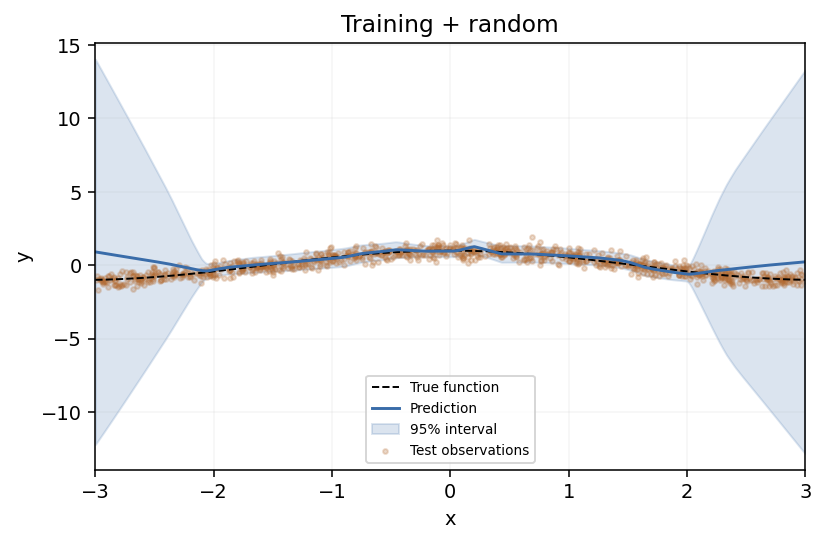 Training + random
15
10
5
0
−5
−10
y
−3
−2
−1
0
1
2
3
x
True function
Prediction
95% interval
Test observations